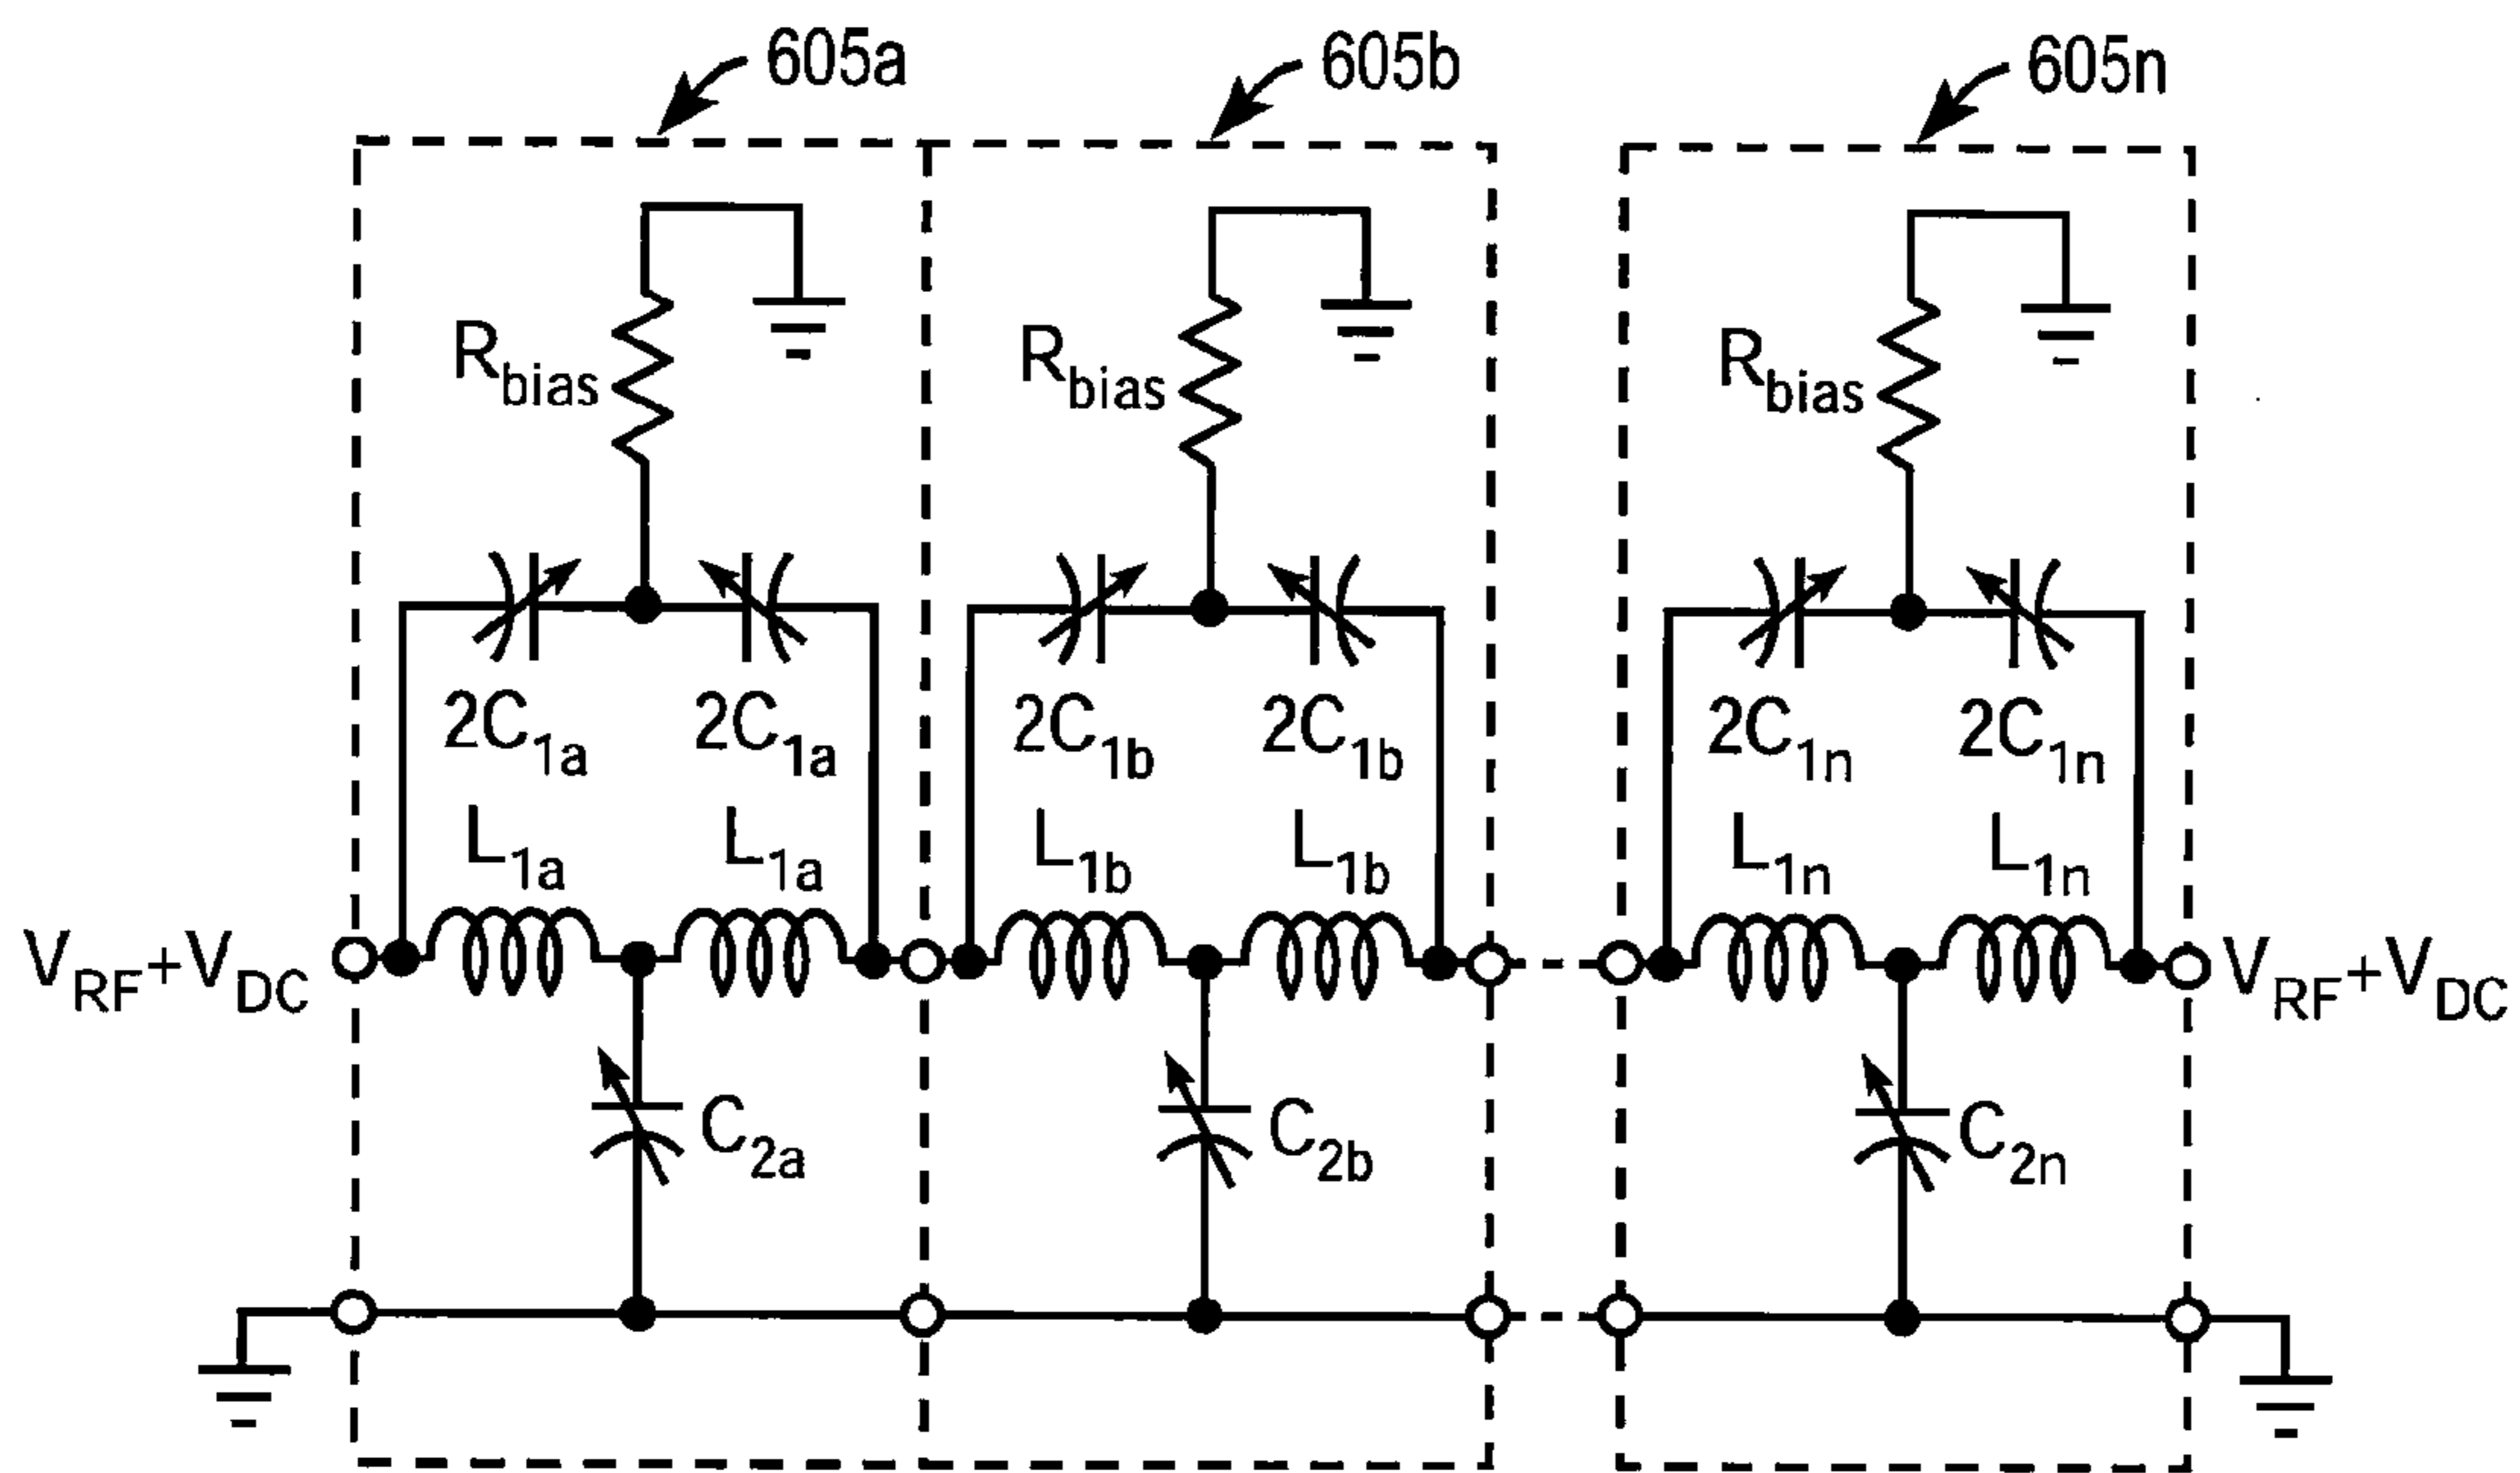 605a 605b 605n
Rbias Rbias Rbias
2C1a 2C1a 2C1b 2C1b 2C1n 2C1n
L1a L1a L1b L1b L1n L1n
VRF+VDC VRF+VDC
C2a C2b C2n